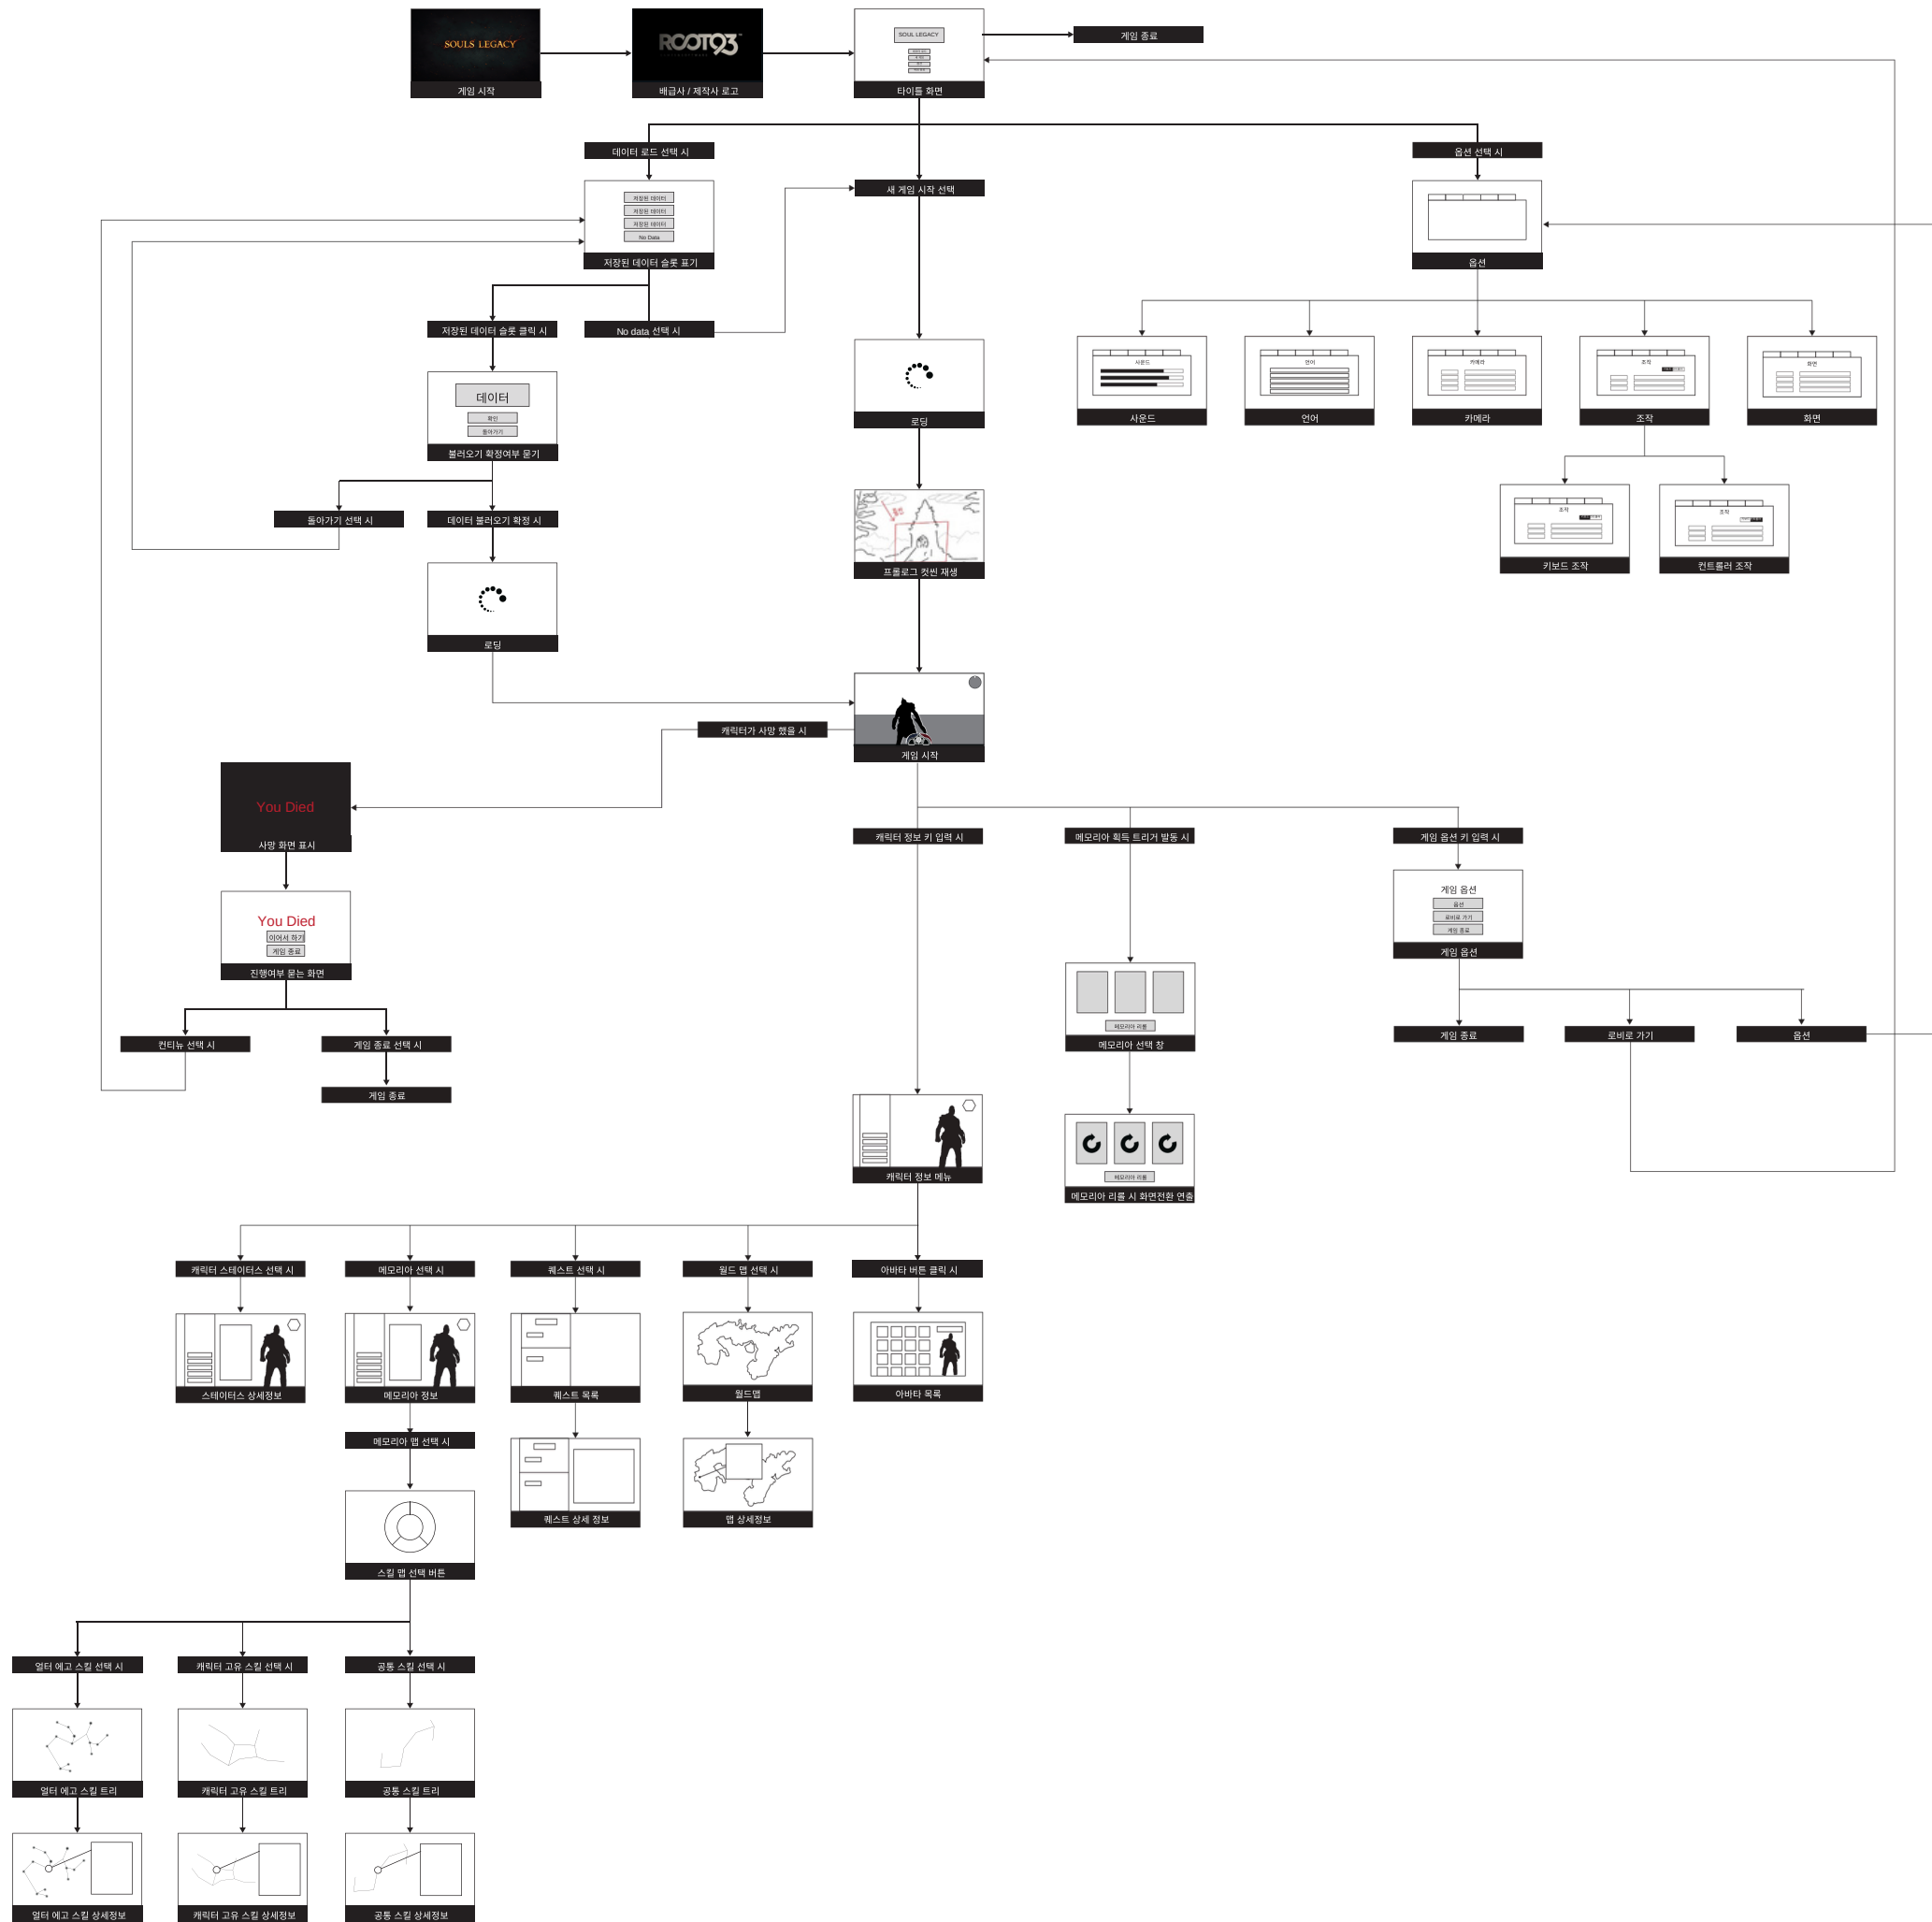 SOULS LEGACY
게임 시작
ROOT93
배급사 / 제작사 로고
SOUL LEGACY
타이틀 화면
게임 종료
데이터 로드 선택 시
저장된 데이터
저장된 데이터
저장된 데이터
No Data
저장된 데이터 슬롯 표기
새 게임 시작 선택
옵션 선택 시
옵션
저장된 데이터 슬롯 클릭 시
No data 선택 시
데이터
확인
돌아가기
불러오기 확정여부 묻기
로딩
사운드
사운드
언어
언어
카메라
카메라
조작
조작
화면
화면
돌아가기 선택 시
데이터 불러오기 확정 시
로딩
프롤로그 컷씬 재생
조작
키보드 조작
조작
컨트롤러 조작
캐릭터가 사망 했을 시
게임 시작
You Died
사망 화면 표시
You Died
이어서 하기
게임 종료
진행여부 묻는 화면
컨티뉴 선택 시
게임 종료 선택 시
게임 종료
캐릭터 정보 키 입력 시
메모리아 획득 트리거 발동 시
게임 옵션 키 입력 시
게임 옵션
옵션
로비로 가기
게임 종료
게임 옵션
게임 종료
로비로 가기
옵션
메모리아 리롤
메모리아 선택 창
메모리아 리롤
메모리아 리롤 시 화면전환 연출
캐릭터 정보 메뉴
캐릭터 스테이터스 선택 시
메모리아 선택 시
퀘스트 선택 시
월드 맵 선택 시
아바타 버튼 클릭 시
스테이터스 상세정보
메모리아 정보
퀘스트 목록
월드맵
아바타 목록
메모리아 맵 선택 시
퀘스트 상세 정보
맵 상세정보
스킬 맵 선택 버튼
얼터 에고 스킬 선택 시
캐릭터 고유 스킬 선택 시
공통 스킬 선택 시
얼터 에고 스킬 트리
캐릭터 고유 스킬 트리
공통 스킬 트리
얼터 에고 스킬 상세정보
캐릭터 고유 스킬 상세정보
공통 스킬 상세정보